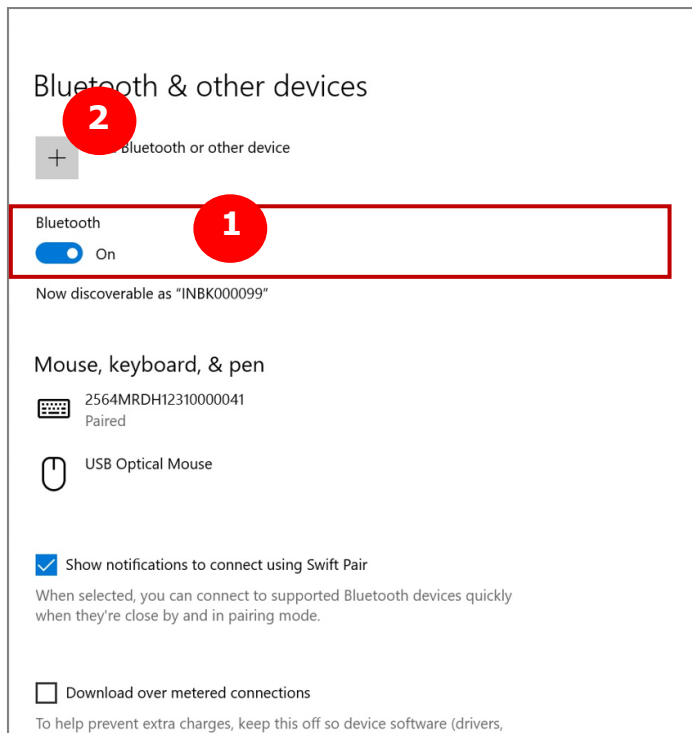 Bluetooth & other devices
2
+
Bluetooth or other device
Bluetooth
1
On
Now discoverable as “INBK000099”
Mouse, keyboard, & pen
2564MRDH12310000041
Paired
USB Optical Mouse
Show notifications to connect using Swift Pair
When selected, you can connect to supported Bluetooth devices quickly
when they're close by and in pairing mode.
Download over metered connections
To help prevent extra charges, keep this off so device software (drivers,